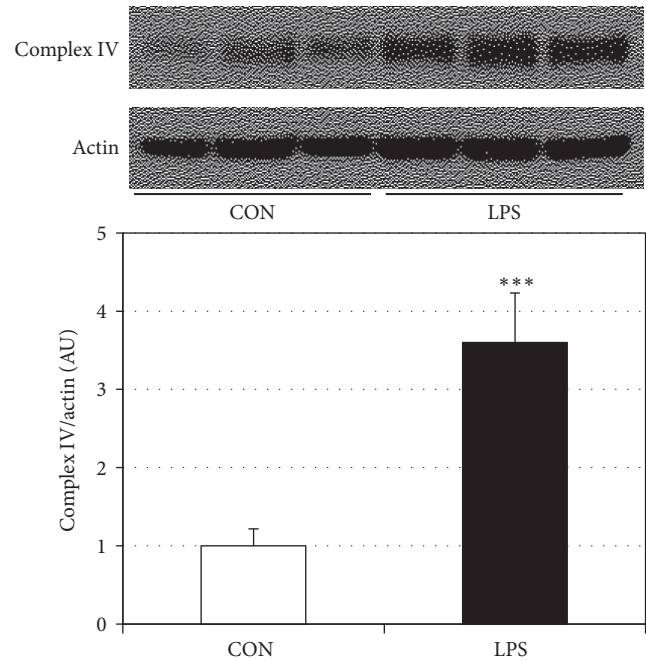 Complex IV
Actin
CON LPS
5
4
3
2
1
0
Complex IV/actin (AU)
***
CON LPS